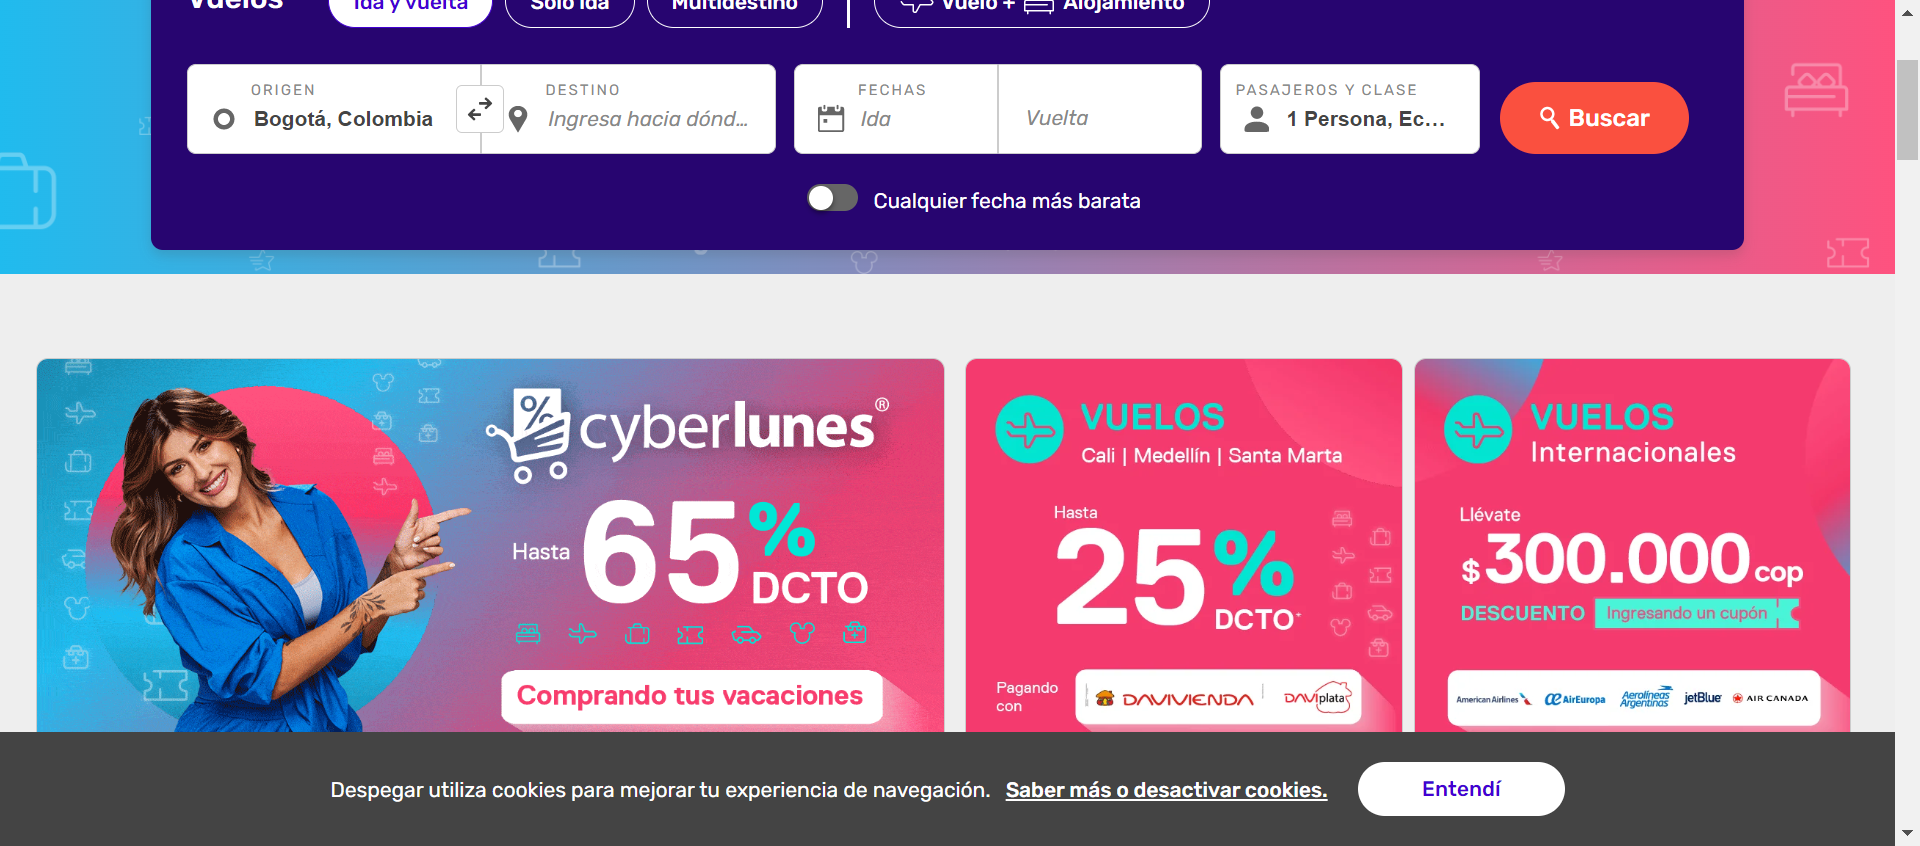 Vuelos
Ida y vuelta
Solo ida
Multidestino
Vuelo + Alojamiento
ORIGEN
Bogotá, Colombia
DESTINO
Ingresa hacia dónd...
FECHAS
Ida
Vuelta
PASAJEROS Y CLASE
1 Persona, Ec...
Buscar
Cualquier fecha más barata
%
cyberlunes®
Hasta 65% DCTO
Comprando tus vacaciones
VUELOS
Cali | Medellín | Santa Marta
Hasta
25% DCTO*
Pagando
con
DAVIVIENDA
DAVIplata
VUELOS
Internacionales
Llévate
$300.000 cop
DESCUENTO Ingresando un cupón
American Airlines AirEuropa Aerolíneas Argentinas jetBlue AIR CANADA
Despegar utiliza cookies para mejorar tu experiencia de navegación. Saber más o desactivar cookies.
Entendí